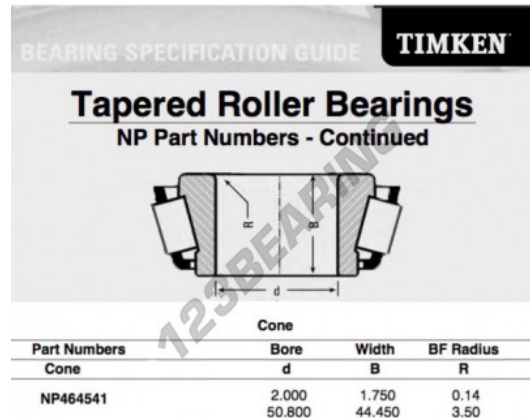 BEARING SPECIFICATION GUIDE
TIMKEN
Tapered Roller Bearings
NP Part Numbers - Continued
R
B
d
123BEARING
Cone
Part Numbers Bore Width BF Radius
Cone d B R
NP464541 2.000 1.750 0.14
50.800 44.450 3.50